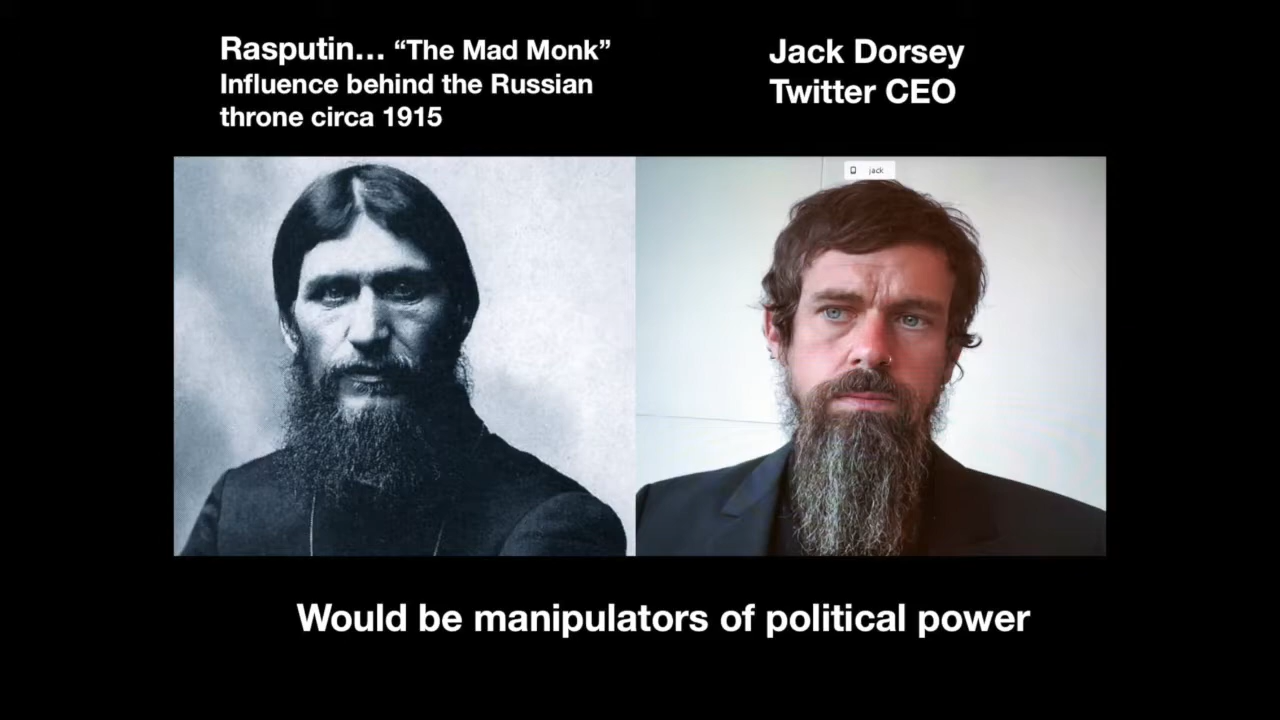 Rasputin... “The Mad Monk”
Influence behind the Russian
throne circa 1915
Jack Dorsey
Twitter CEO
jack
Would be manipulators of political power